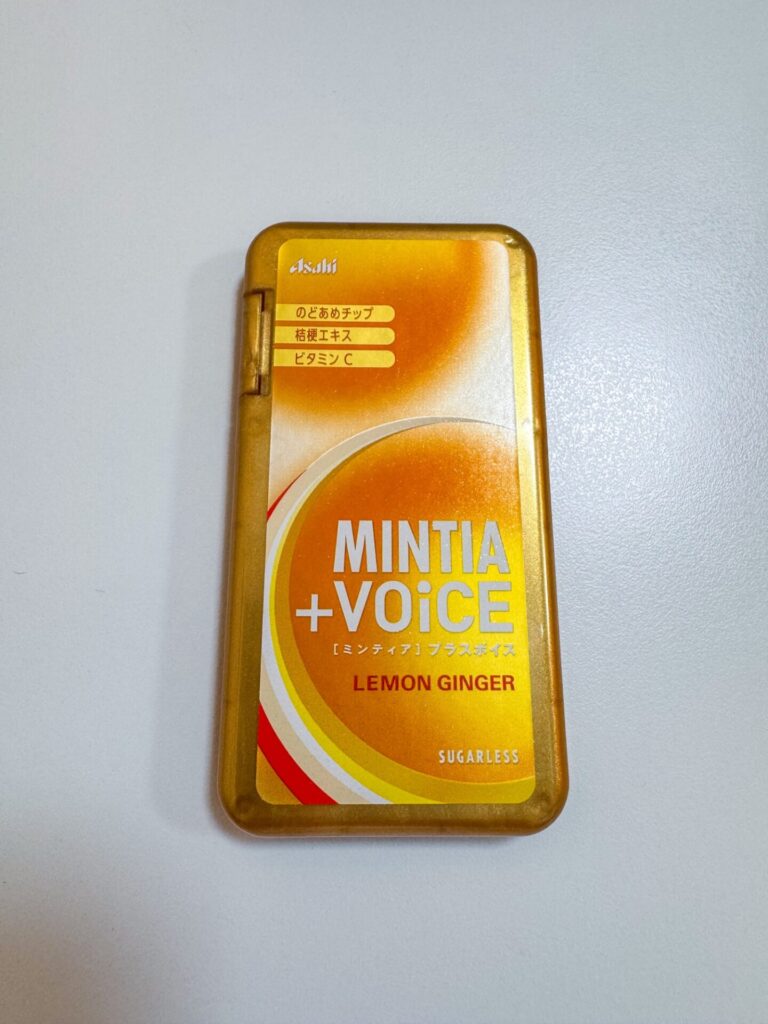 Asahi
のどあめチップ
桔梗エキス
ビタミン C
MINTIA
+VOiCE
[ミンティア] プラスボイス
LEMON GINGER
SUGARLESS